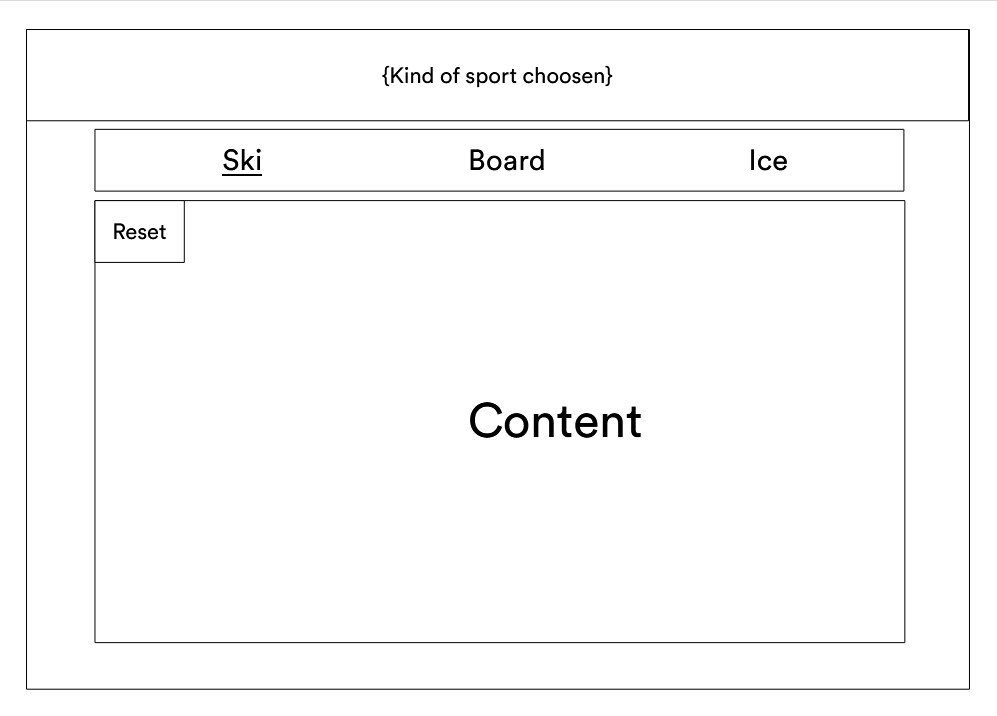 {Kind of sport choosen}
Ski Board Ice
Reset
Content